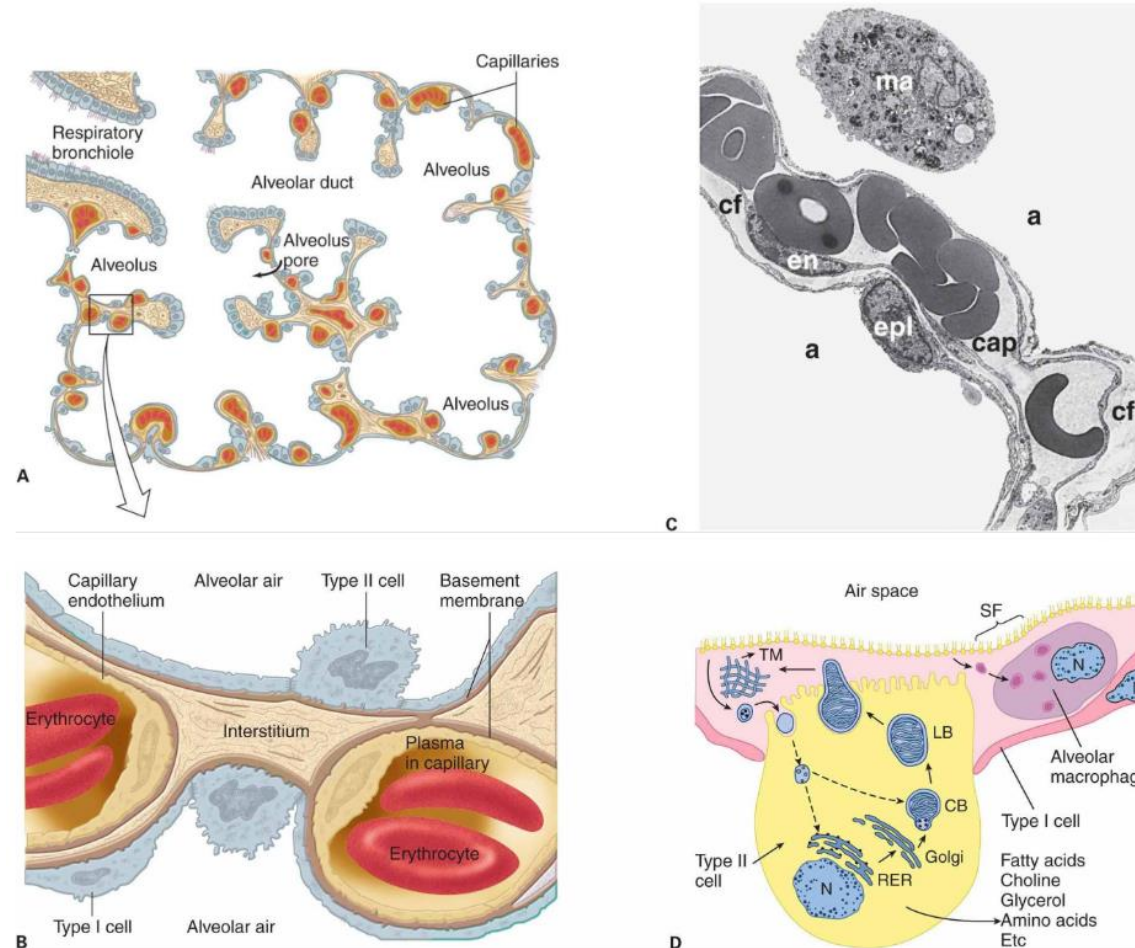 Capillaries
Respiratory
bronchiole
Alveolar duct
Alveolus
Alveolus
pore
Alveolus
Alveolus
A
ma
cf
a
en
epl
a
cap
cf
C
Capillary
endothelium
Alveolar air
Type II cell
Basement
membrane
Erythrocyte
Interstitium
Plasma
in capillary
Erythrocyte
Type I cell
Alveolar air
B
Air space
SF
TM
N
LB
Alveolar
macrophag
CB
Type I cell
Golgi
Type II
cell
RER
N
Fatty acids
Choline
Glycerol
Amino acids
Etc
D